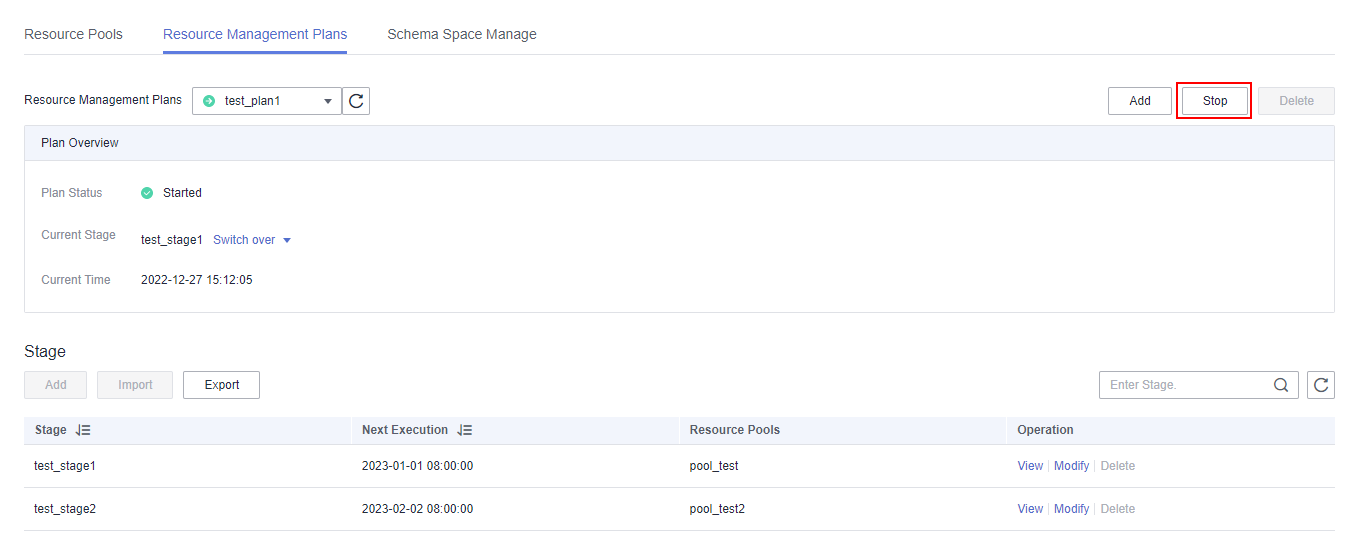 Resource Pools Resource Management Plans Schema Space Manage
Resource Management Plans test_plan1 Add Stop Delete
Plan Overview
Plan Status Started
Current Stage test_stage1 Switch over
Current Time 2022-12-27 15:12:05
Stage
Add Import Export Enter Stage.
Stage Next Execution Resource Pools Operation
test_stage1 2023-01-01 08:00:00 pool_test View Modify Delete
test_stage2 2023-02-02 08:00:00 pool_test2 View Modify Delete